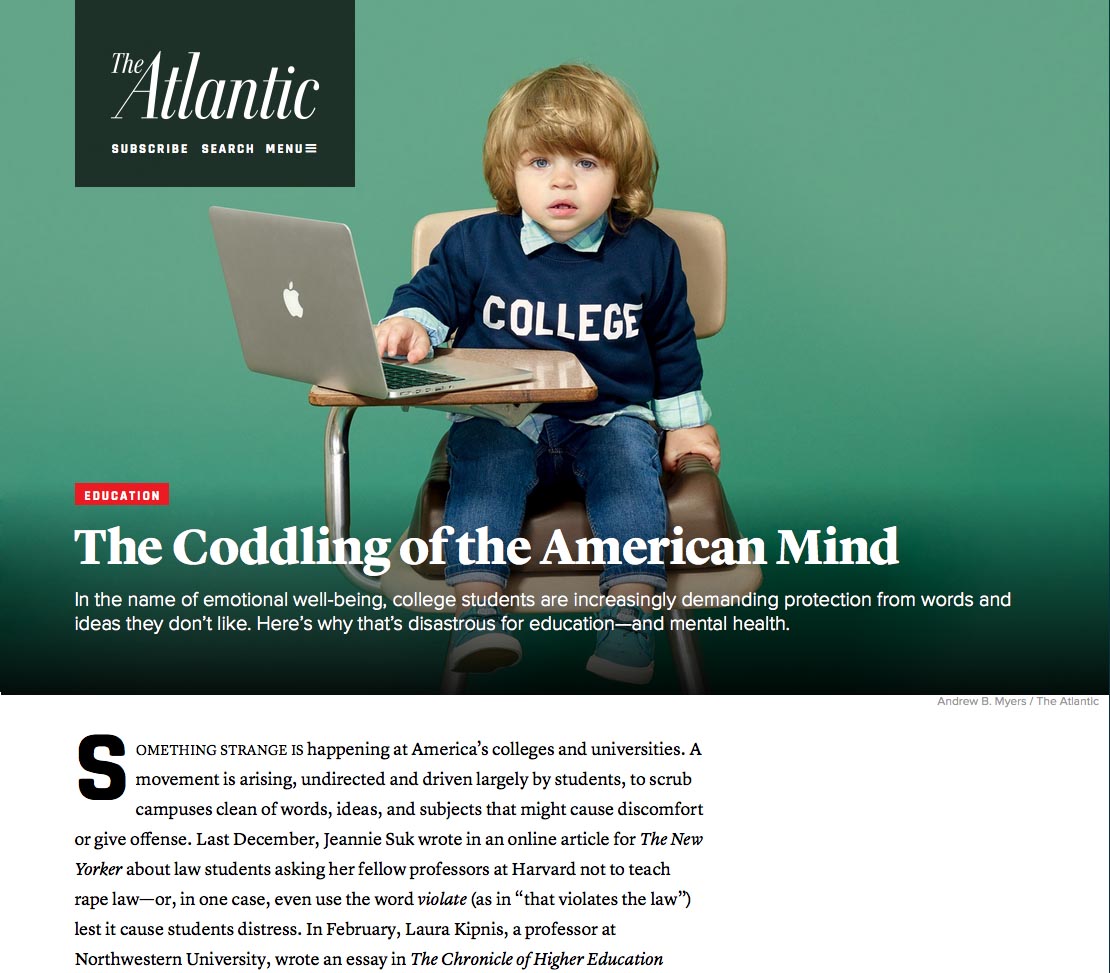 The Atlantic
SUBSCRIBE SEARCH MENU
COLLEGE
EDUCATION
The Coddling of the American Mind
In the name of emotional well-being, college students are increasingly demanding protection from words and
ideas they don’t like. Here’s why that’s disastrous for education—and mental health.
Andrew B. Myers / The Atlantic
SOMETHING STRANGE IS happening at America’s colleges and universities. A
movement is arising, undirected and driven largely by students, to scrub
campuses clean of words, ideas, and subjects that might cause discomfort
or give offense. Last December, Jeannie Suk wrote in an online article for The New
Yorker about law students asking her fellow professors at Harvard not to teach
rape law—or, in one case, even use the word violate (as in “that violates the law”)
lest it cause students distress. In February, Laura Kipnis, a professor at
Northwestern University, wrote an essay in The Chronicle of Higher Education